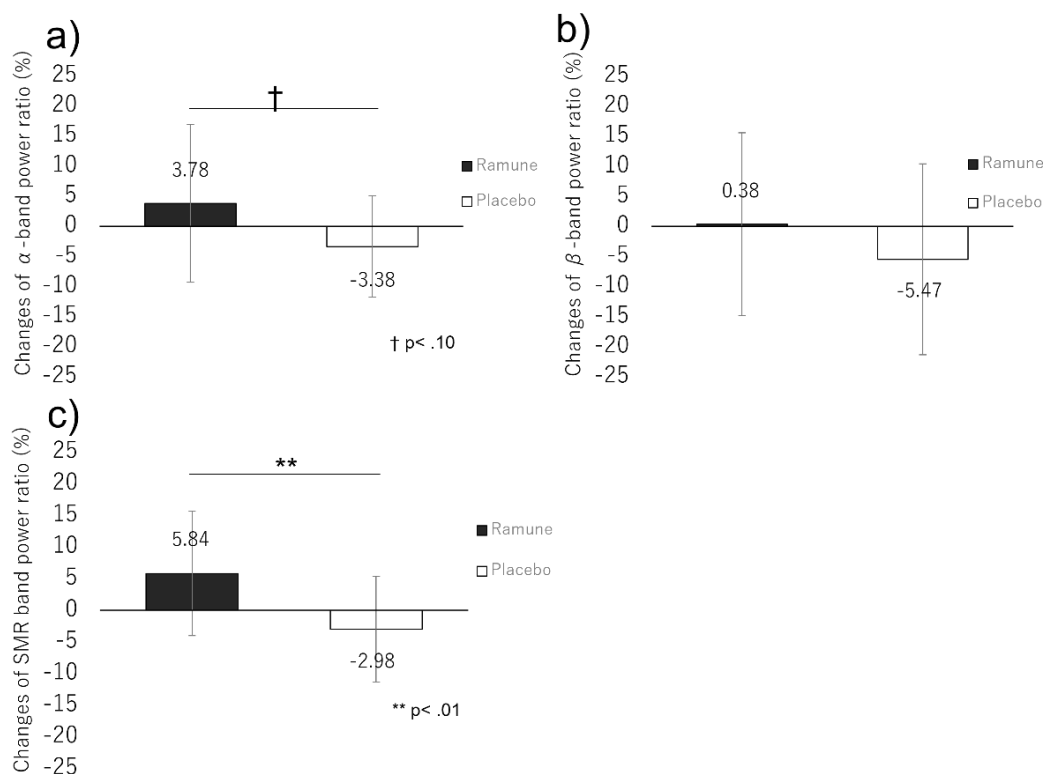 a)
Changes of α-band power ratio (%)
25
20
15
10
5
0
-5
-10
-15
-20
-25
†
3.78
-3.38
Ramune
Placebo
† p< .10
b)
Changes of β-band power ratio (%)
25
20
15
10
5
0
-5
-10
-15
-20
-25
0.38
-5.47
Ramune
Placebo
c)
Changes of SMR band power ratio (%)
25
20
15
10
5
0
-5
-10
-15
-20
-25
**
5.84
-2.98
Ramune
Placebo
** p< .01